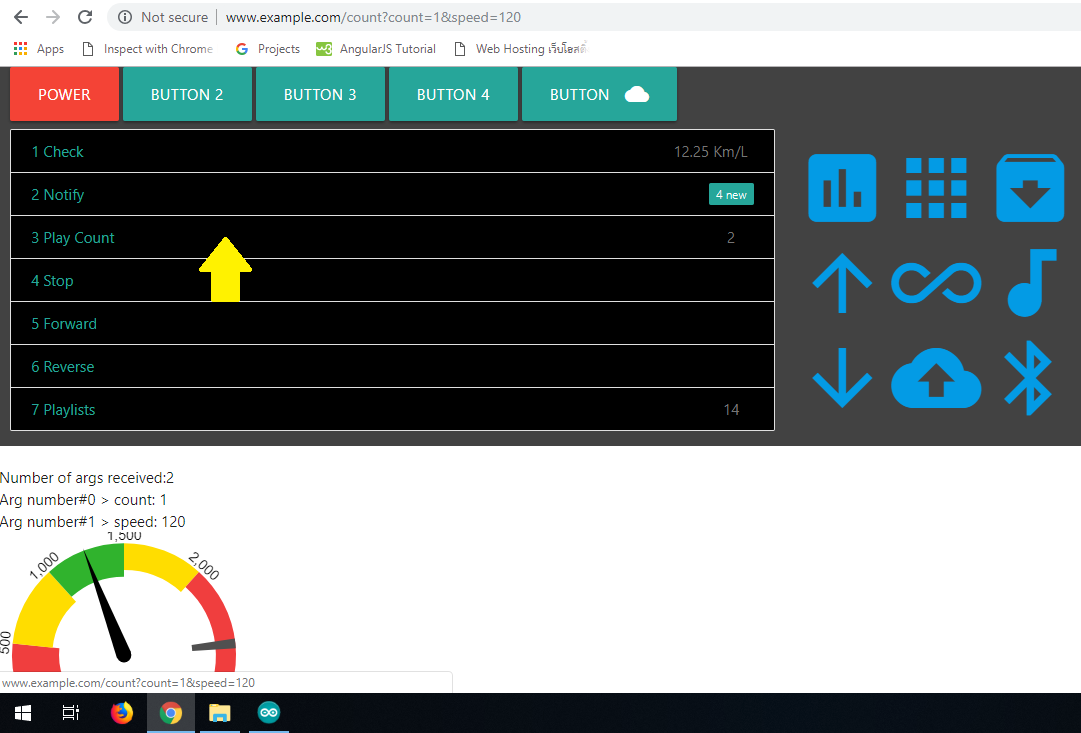 Not secure | www.example.com/count?count=1&speed=120
Apps Inspect with Chrome Projects AngularJS Tutorial Web Hosting เว็บโฮสติ้
POWER BUTTON 2 BUTTON 3 BUTTON 4 BUTTON
1 Check 12.25 Km/L
2 Notify 4 new
3 Play Count 2
4 Stop
5 Forward
6 Reverse
7 Playlists 14
Number of args received:2
Arg number#0 > count: 1
Arg number#1 > speed: 120
500 1,000 1,500 2,000
www.example.com/count?count=1&speed=120